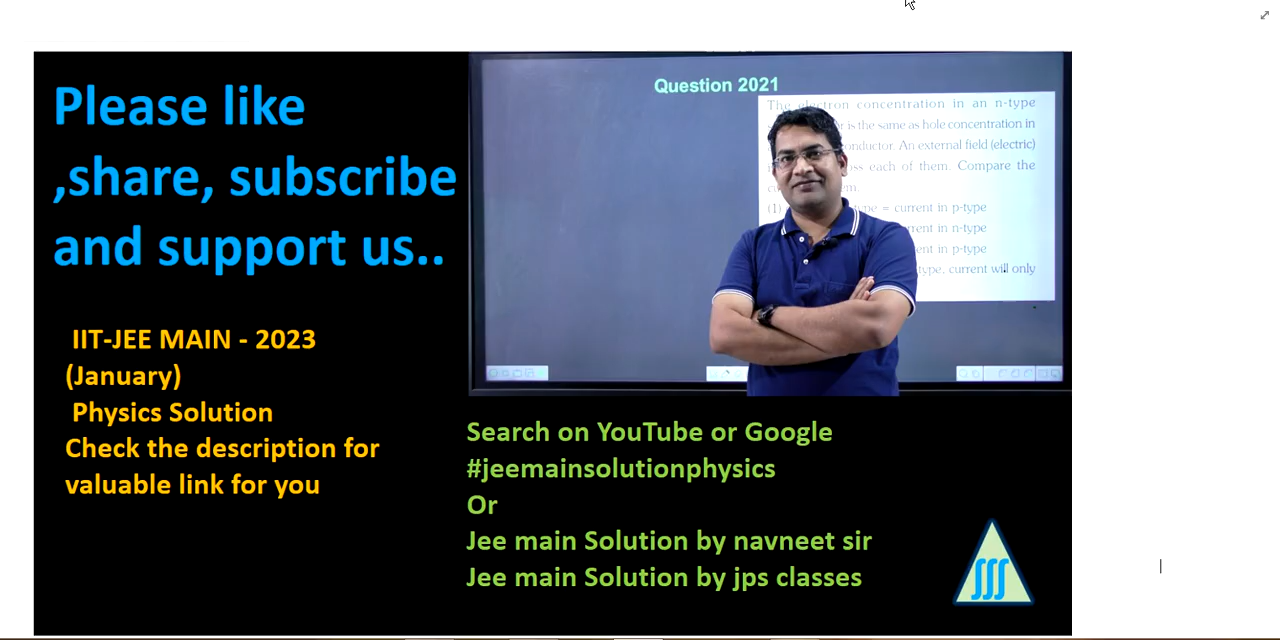 Please like
,share, subscribe
and support us..
IIT-JEE MAIN - 2023
(January)
Physics Solution
Check the description for
valuable link for you
Question 2021
The electron concentration in an n-type
is the same as hole concentration in
An external field (electric)
each of them. Compare the
(1) type = current in p-type
in n-type
in p-type
type, current will only
Search on YouTube or Google
#jeemainsolutionphysics
Or
Jee main Solution by navneet sir
Jee main Solution by jps classes